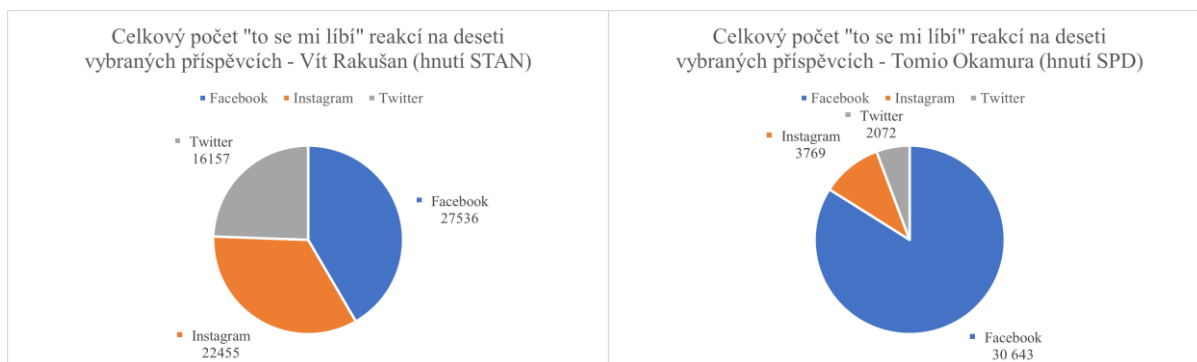 Celkový počet "to se mi líbí" reakcí na deseti
vybraných příspěvcích - Vít Rakušan (hnutí STAN)
Facebook Instagram Twitter
Twitter
16157
Facebook
27536
Instagram
22455
Celkový počet "to se mi líbí" reakcí na deseti
vybraných příspěvcích - Tomio Okamura (hnutí SPD)
Facebook Instagram Twitter
Twitter
2072
Instagram
3769
Facebook
30 643